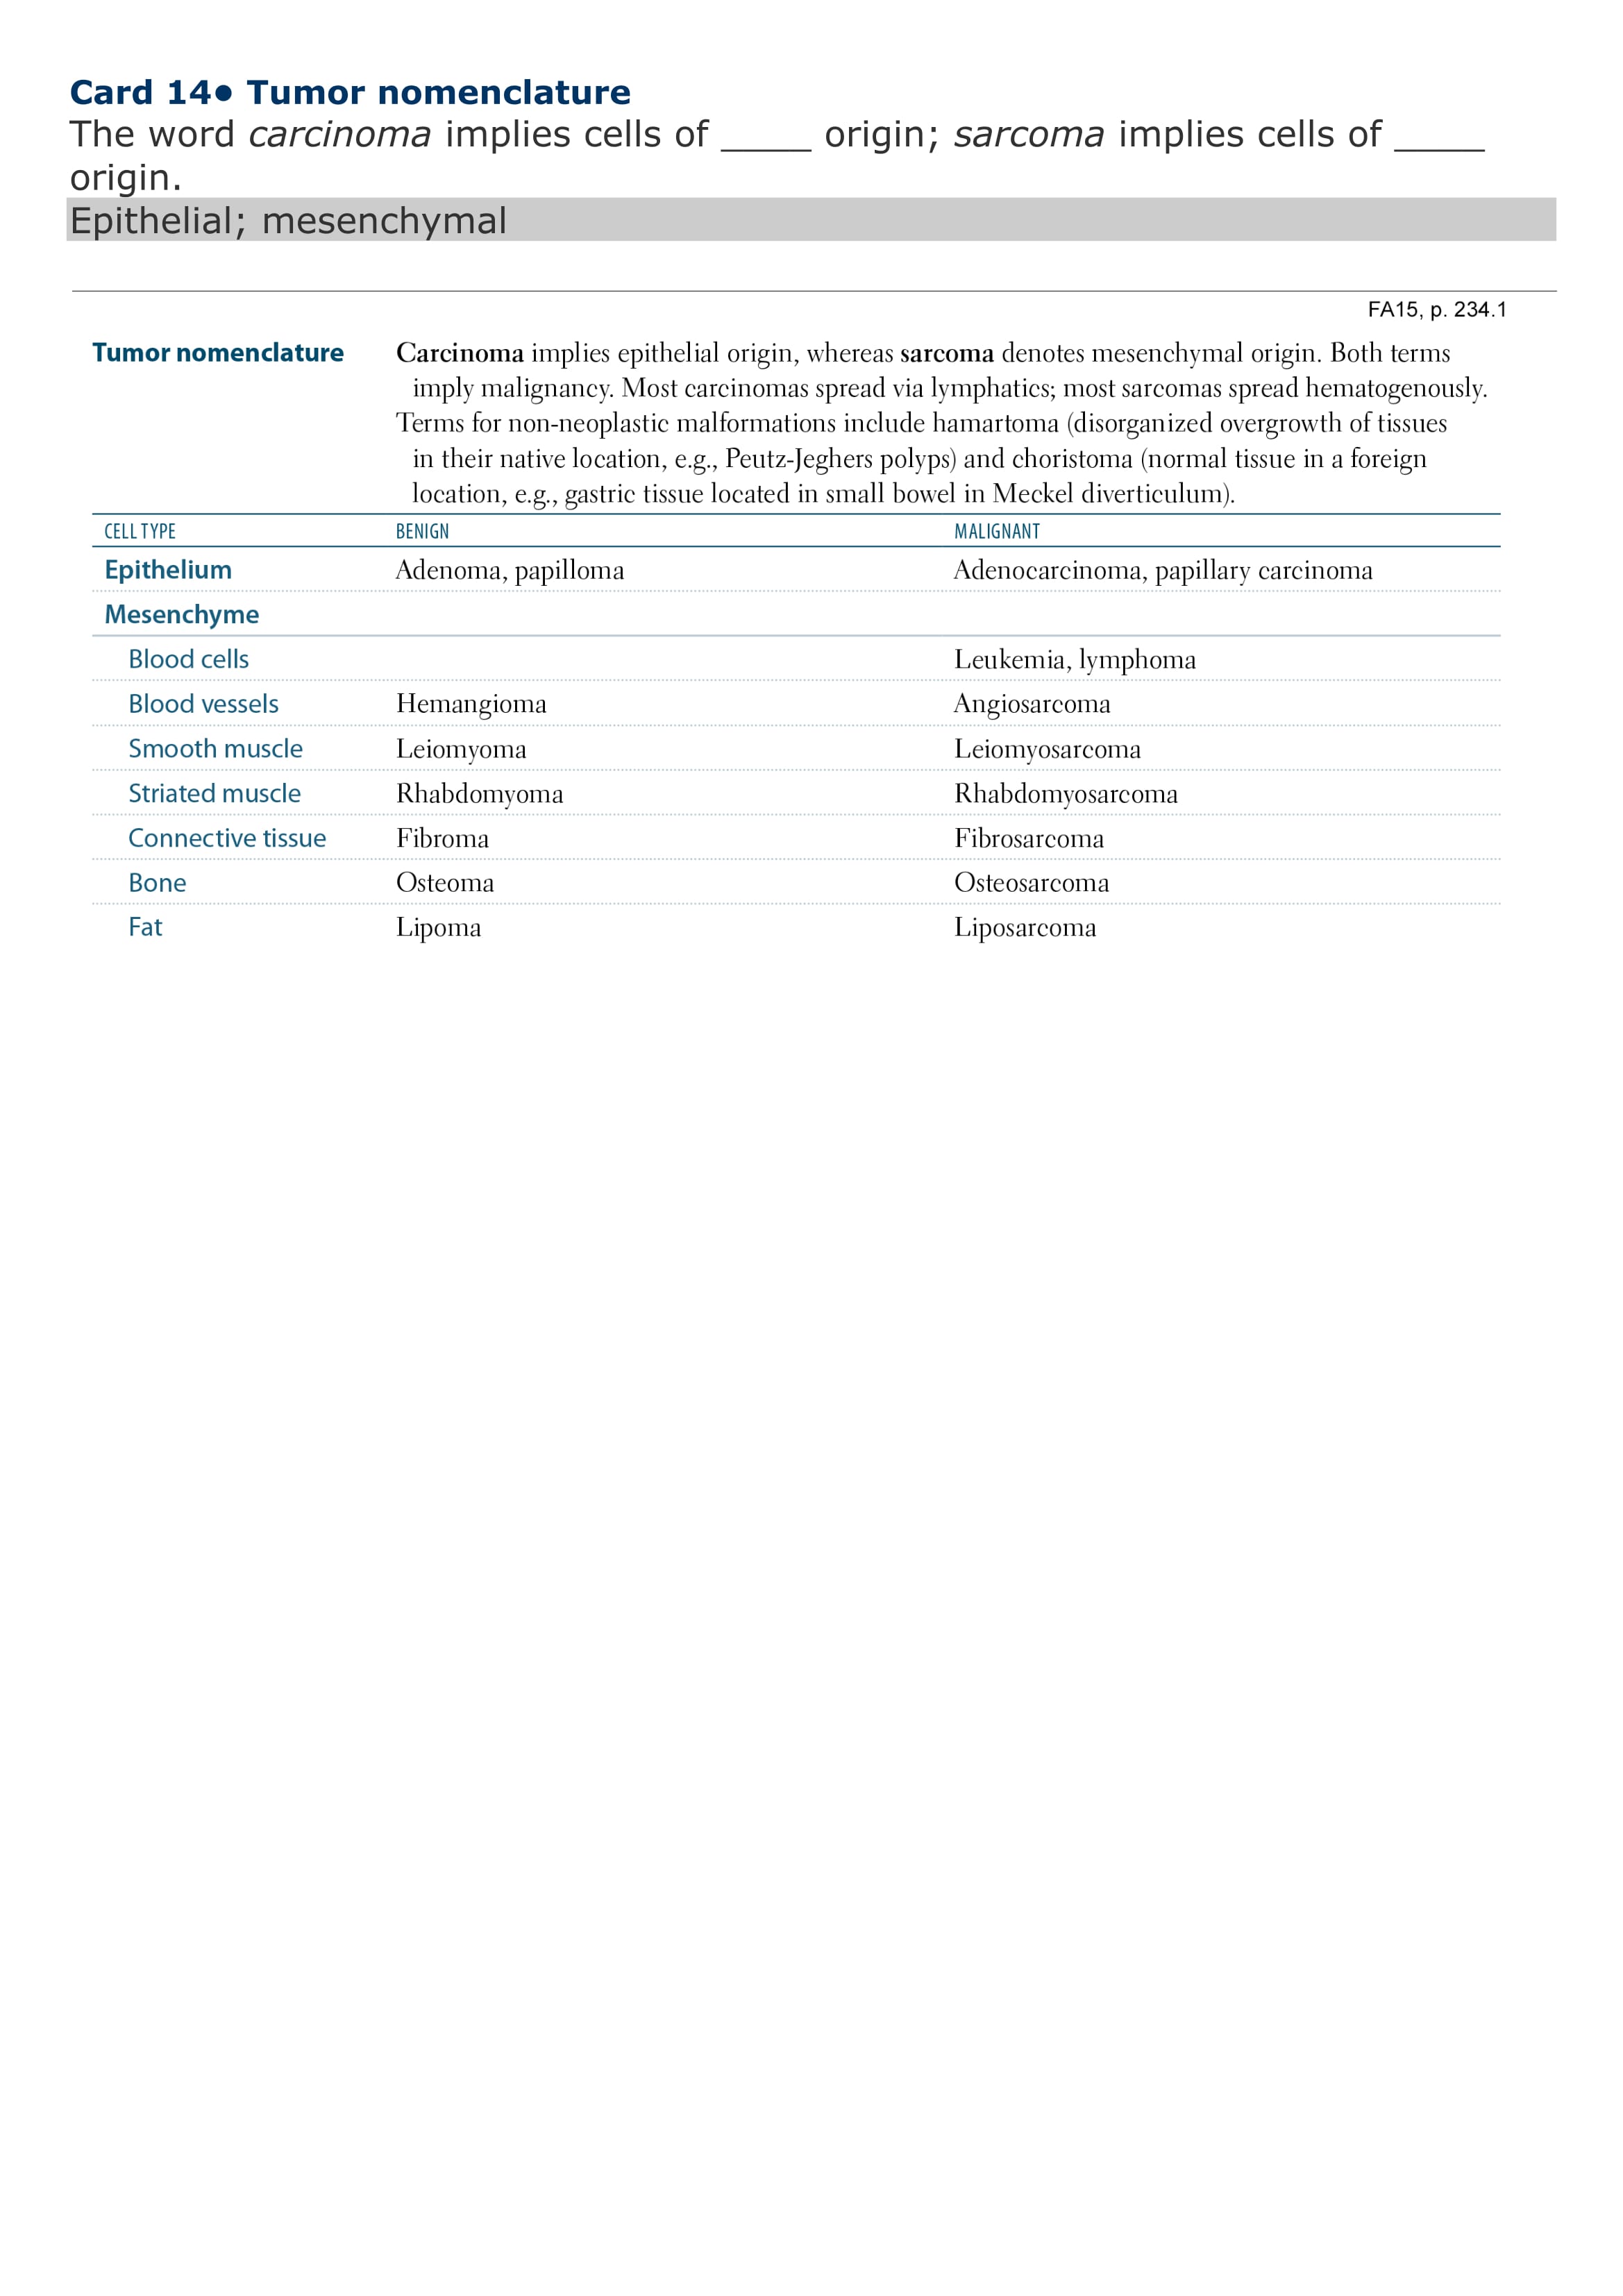 Card 14● Tumor nomenclature
The word carcinoma implies cells of _____ origin; sarcoma implies cells of _____
origin.
Epithelial; mesenchymal
FA15, p. 234.1
Tumor nomenclature
Carcinoma implies epithelial origin, whereas sarcoma denotes mesenchymal origin. Both terms
imply malignancy. Most carcinomas spread via lymphatics; most sarcomas spread hematogenously.
Terms for non-neoplastic malformations include hamartoma (disorganized overgrowth of tissues
in their native location, e.g., Peutz-Jeghers polyps) and choristoma (normal tissue in a foreign
location, e.g., gastric tissue located in small bowel in Meckel diverticulum).
CELL TYPE BENIGN MALIGNANT
Epithelium Adenoma, papilloma Adenocarcinoma, papillary carcinoma
Mesenchyme
Blood cells Leukemia, lymphoma
Blood vessels Hemangioma Angiosarcoma
Smooth muscle Leiomyoma Leiomyosarcoma
Striated muscle Rhabdomyoma Rhabdomyosarcoma
Connective tissue Fibroma Fibrosarcoma
Bone Osteoma Osteosarcoma
Fat Lipoma Liposarcoma